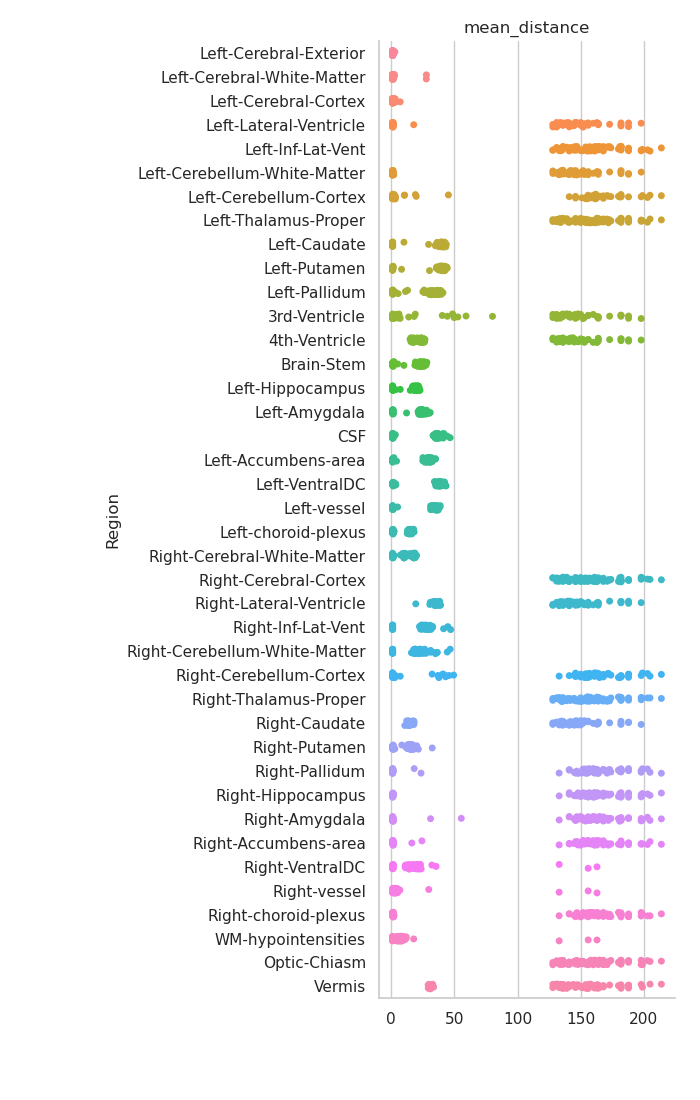 mean_distance
Left-Cerebral-Exterior
Left-Cerebral-White-Matter
Left-Cerebral-Cortex
Left-Lateral-Ventricle
Left-Inf-Lat-Vent
Left-Cerebellum-White-Matter
Left-Cerebellum-Cortex
Left-Thalamus-Proper
Left-Caudate
Left-Putamen
Left-Pallidum
3rd-Ventricle
4th-Ventricle
Brain-Stem
Left-Hippocampus
Left-Amygdala
CSF
Left-Accumbens-area
Left-VentralDC
Left-vessel
Left-choroid-plexus
Right-Cerebral-White-Matter
Right-Cerebral-Cortex
Right-Lateral-Ventricle
Right-Inf-Lat-Vent
Right-Cerebellum-White-Matter
Right-Cerebellum-Cortex
Right-Thalamus-Proper
Right-Caudate
Right-Putamen
Right-Pallidum
Right-Hippocampus
Right-Amygdala
Right-Accumbens-area
Right-VentralDC
Right-vessel
Right-choroid-plexus
WM-hypointensities
Optic-Chiasm
Vermis
Region
0 50 100 150 200